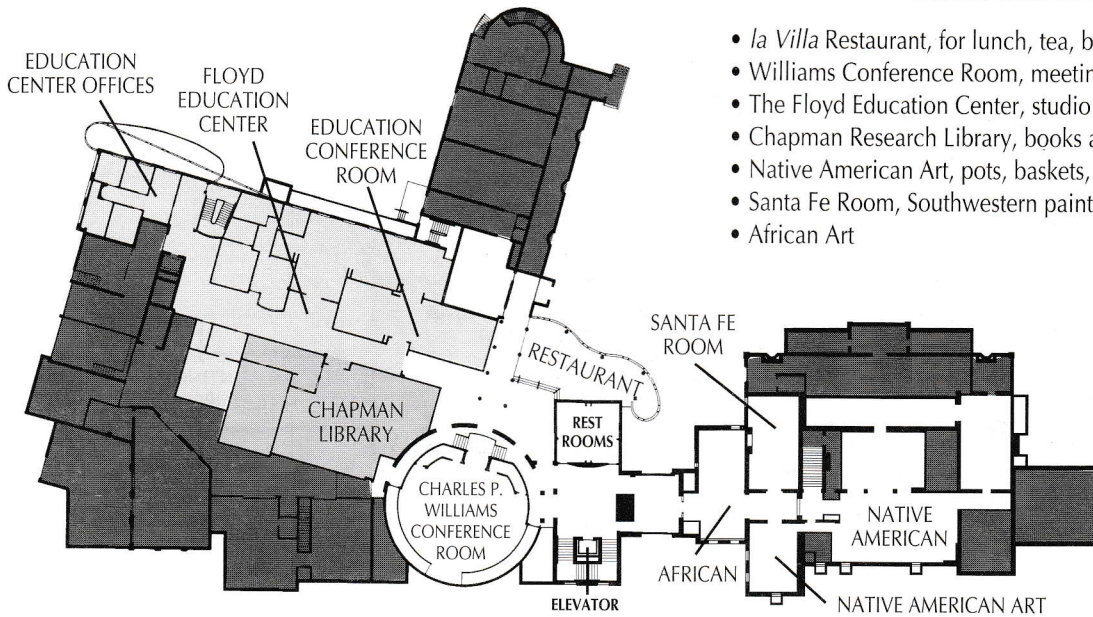 • la Villa Restaurant, for lunch, tea, b
• Williams Conference Room, meetin
• The Floyd Education Center, studio
• Chapman Research Library, books a
• Native American Art, pots, baskets,
• Santa Fe Room, Southwestern paint
• African Art
EDUCATION
CENTER OFFICES
FLOYD
EDUCATION
CENTER
EDUCATION
CONFERENCE
ROOM
SANTA FE
ROOM
RESTAURANT
CHAPMAN
LIBRARY
REST
ROOMS
CHARLES P.
WILLIAMS
CONFERENCE
ROOM
NATIVE
AMERICAN
AFRICAN
ELEVATOR
NATIVE AMERICAN ART